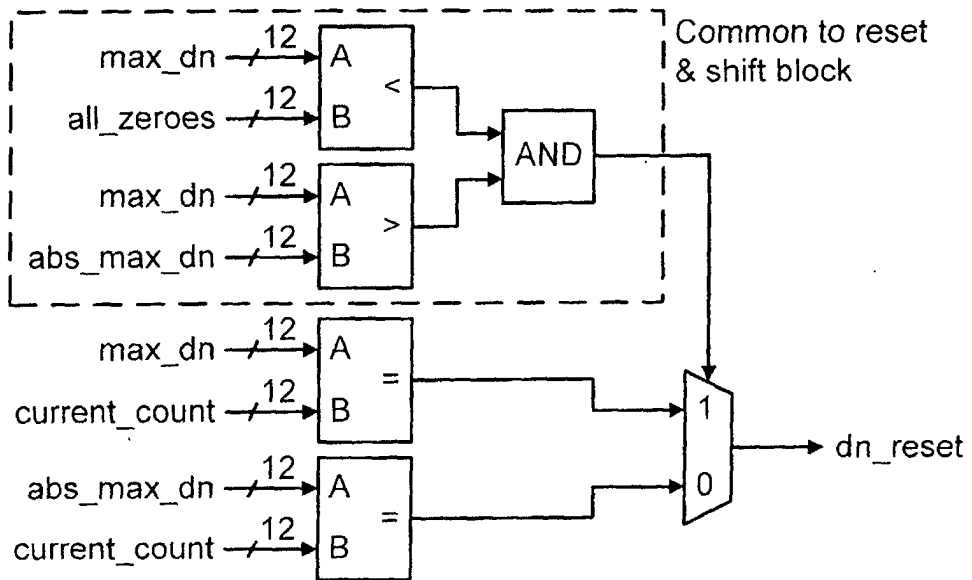 max_dn 12 A
all_zeroes 12 B
<
Common to reset
& shift block
AND
max_dn 12 A
abs_max_dn 12 B
>
max_dn 12 A
current_count 12 B
=
1
0
dn_reset
abs_max_dn 12 A
current_count 12 B
=